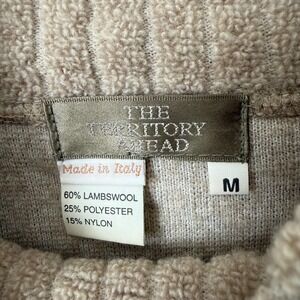 THE
TERRITORY
AHEAD
Made in Italy
60% LAMBSWOOL
25% POLYESTER
15% NYLON
M